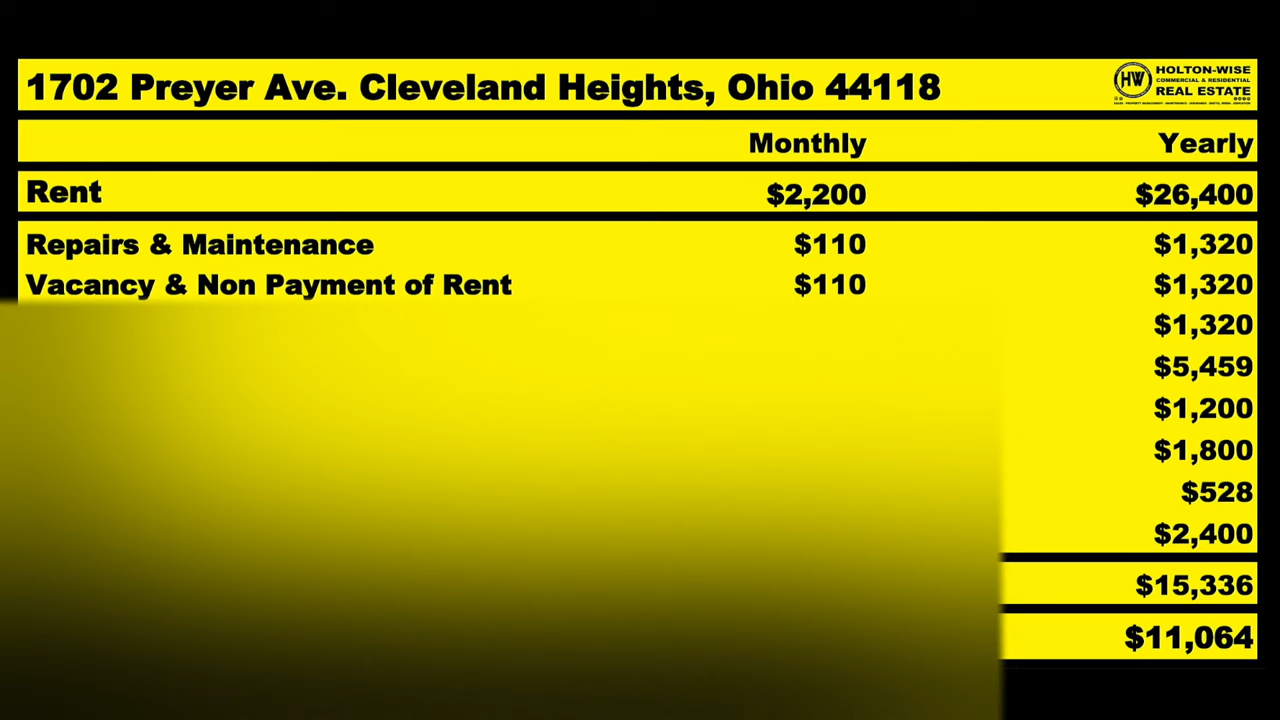 1702 Preyer Ave. Cleveland Heights, Ohio 44118
HW
HOLTON-WISE
COMMERCIAL & RESIDENTIAL
REAL ESTATE
Monthly Yearly
Rent $2,200 $26,400
Repairs & Maintenance $110 $1,320
Vacancy & Non Payment of Rent $110 $1,320
$1,320
$5,459
$1,200
$1,800
$528
$2,400
$15,336
$11,064